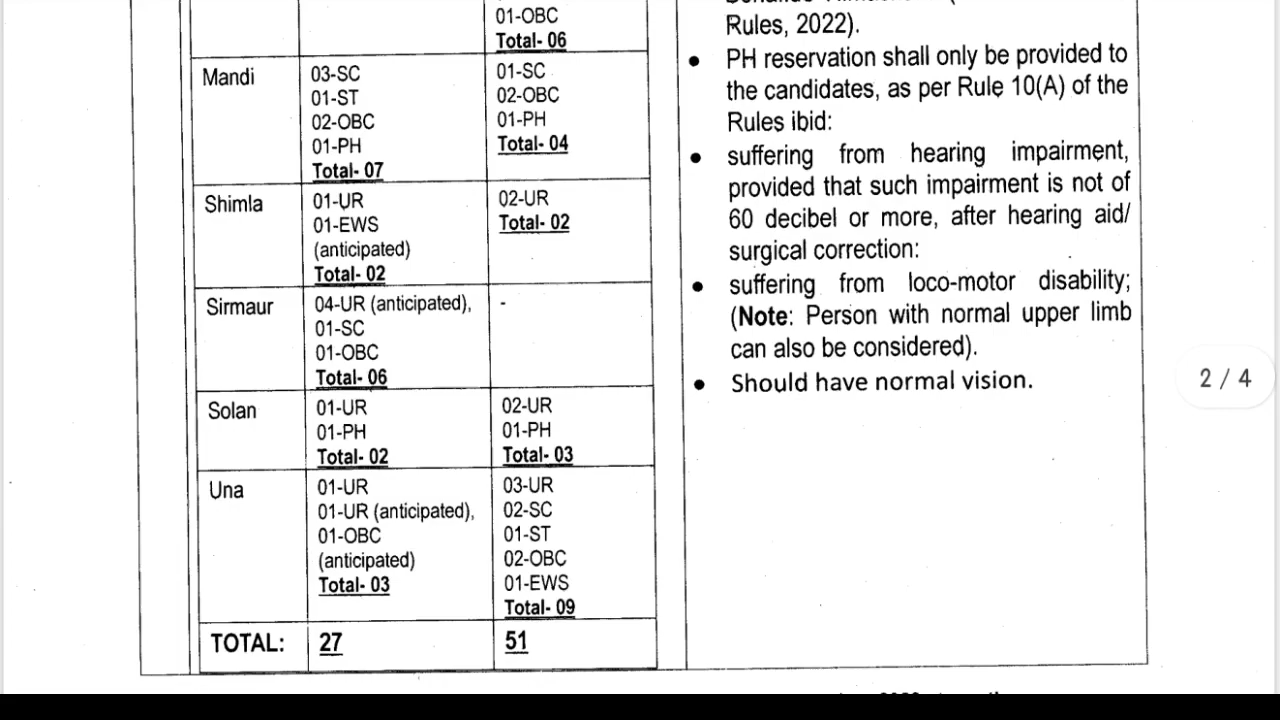 01-OBC
Total- 06
Mandi
03-SC
01-ST
02-OBC
01-PH
Total- 07
01-SC
02-OBC
01-PH
Total- 04
Shimla
01-UR
01-EWS
(anticipated)
Total- 02
02-UR
Total- 02
Sirmaur
04-UR (anticipated),
01-SC
01-OBC
Total- 06
-
Solan
01-UR
01-PH
Total- 02
02-UR
01-PH
Total- 03
Una
01-UR
01-UR (anticipated),
01-OBC
(anticipated)
Total- 03
03-UR
02-SC
01-ST
02-OBC
01-EWS
Total- 09
TOTAL:
27
51
Rules, 2022).
• PH reservation shall only be provided to
the candidates, as per Rule 10(A) of the
Rules ibid:
• suffering from hearing impairment,
provided that such impairment is not of
60 decibel or more, after hearing aid/
surgical correction:
• suffering from loco-motor disability;
(Note: Person with normal upper limb
can also be considered).
• Should have normal vision.
2 / 4